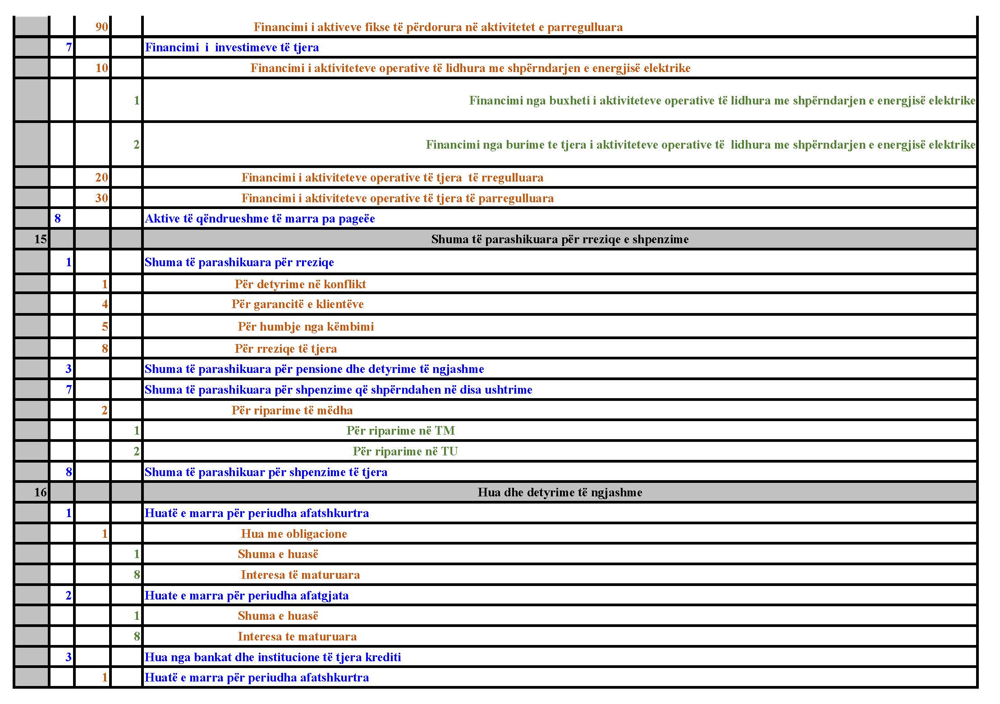 90 Financimi i aktiveve fikse të përdorura në aktivitetet e parregulluara
7 Financimi i investimeve të tjera
10 Financimi i aktiviteteve operative të lidhura me shpërndarjen e energjisë elektrike
1 Financimi nga buxheti i aktiviteteve operative të lidhura me shpërndarjen e energjisë elektrike
2 Financimi nga burime te tjera i aktiviteteve operative të lidhura me shpërndarjen e energjisë elektrike
20 Financimi i aktiviteteve operative të tjera të rregulluara
30 Financimi i aktiviteteve operative të tjera të parregulluara
8 Aktive të qëndrueshme të marra pa pageëe
15 Shuma të parashikuara për rreziqe e shpenzime
1 Shuma të parashikuara për rreziqe
1 Për detyrime në konflikt
4 Për garancitë e klientëve
5 Për humbje nga këmbimi
8 Për rreziqe të tjera
3 Shuma të parashikuara për pensione dhe detyrime të ngjashme
7 Shuma të parashikuara për shpenzime që shpërndahen në disa ushtrime
2 Për riparime të mëdha
1 Për riparime në TM
2 Për riparime në TU
8 Shuma të parashikuar për shpenzime të tjera
16 Hua dhe detyrime të ngjashme
1 Huatë e marra për periudha afatshkurtra
1 Hua me obligacione
1 Shuma e huasë
8 Interesa të maturuara
2 Huate e marra për periudha afatgjata
1 Shuma e huasë
8 Interesa te maturuara
3 Hua nga bankat dhe institucione të tjera krediti
1 Huatë e marra për periudha afatshkurtra